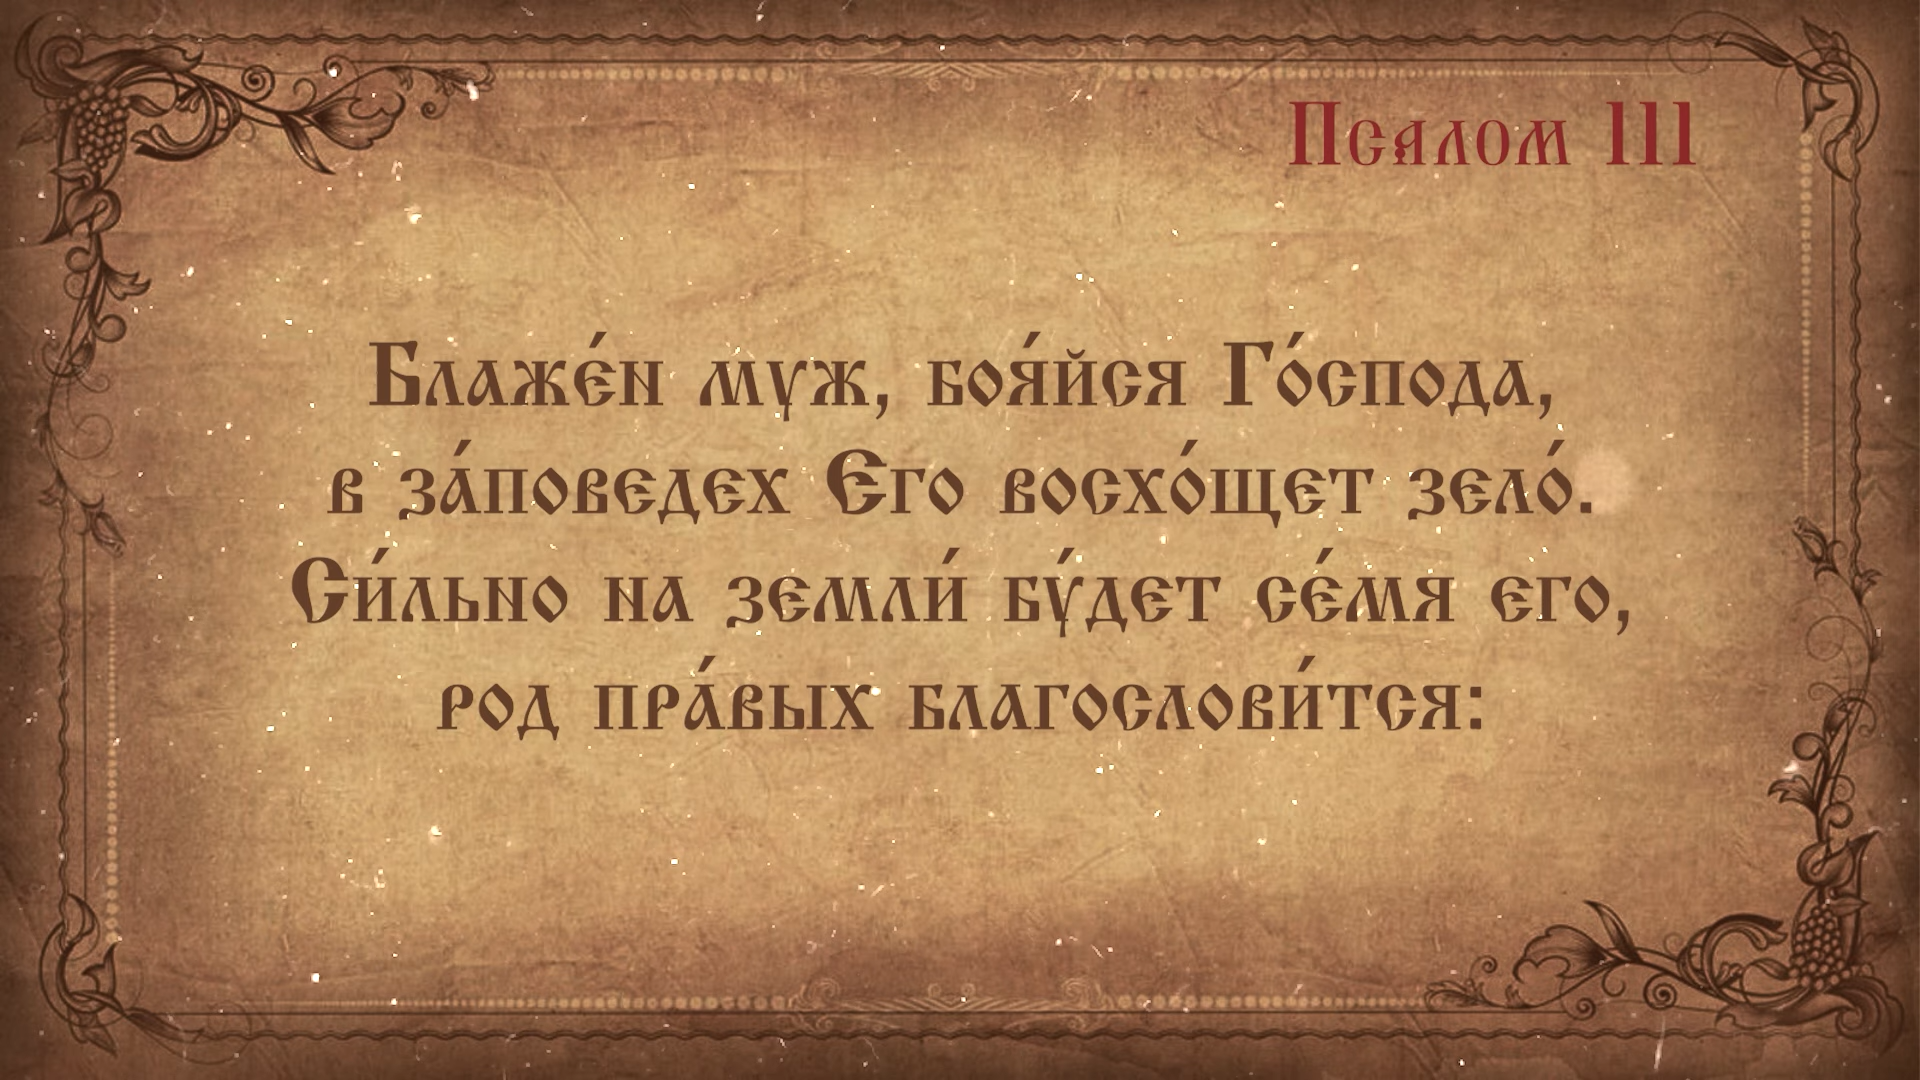 Псалом 111
Блаже́н муж, боя́йся Го́спода,
в за́поведех Его восхо́щет зело́.
Си́льно на земли́ бу́дет се́мя его,
род пра́вых благослови́тся: